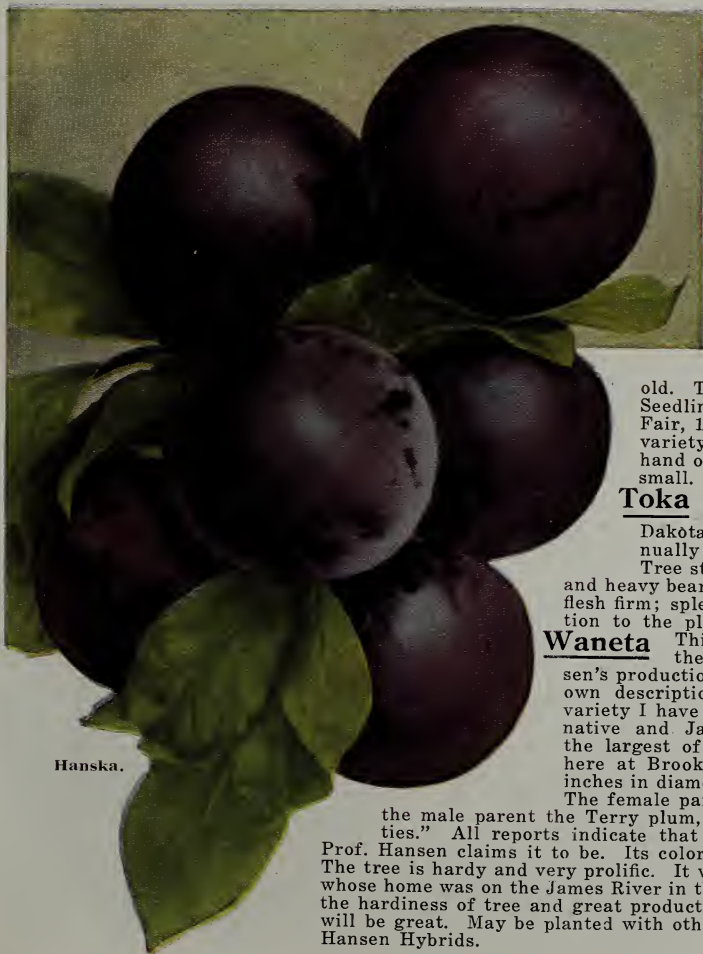 old. T
Seedlin
Fair, 1
variety
hand o
small.
Toka
Dakota
nually
Tree st
and heavy bear
flesh firm; sple
tion to the pl
Waneta Thi
the
sen's production
own descriptio
variety I have
native and Ja
the largest of
here at Brook
inches in diame
The female pa
Hanska.
the male parent the Terry plum,
ties." All reports indicate that
Prof. Hansen claims it to be. Its color
The tree is hardy and very prolific. It v
whose home was on the James River in t
the hardiness of tree and great product
will be great. May be planted with oth
Hansen Hybrids.